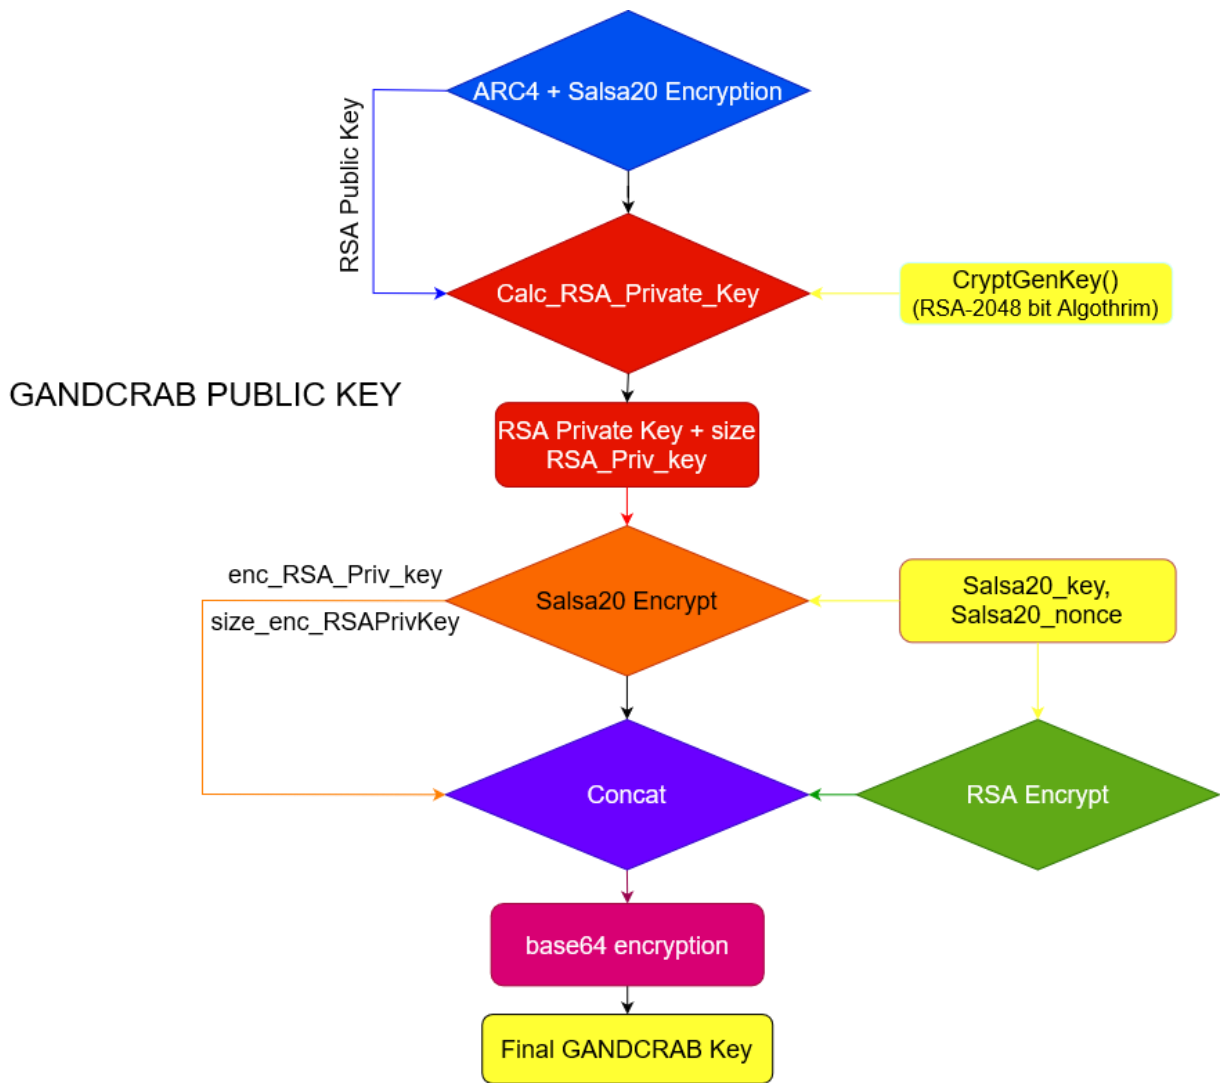 ARC4 + Salsa20 Encryption
RSA Public Key
Calc_RSA_Private_Key
CryptGenKey()
(RSA-2048 bit Algothrim)
GANDCRAB PUBLIC KEY
RSA Private Key + size
RSA_Priv_key
enc_RSA_Priv_key
size_enc_RSAPrivKey
Salsa20 Encrypt
Salsa20_key,
Salsa20_nonce
Concat
RSA Encrypt
base64 encryption
Final GANDCRAB Key